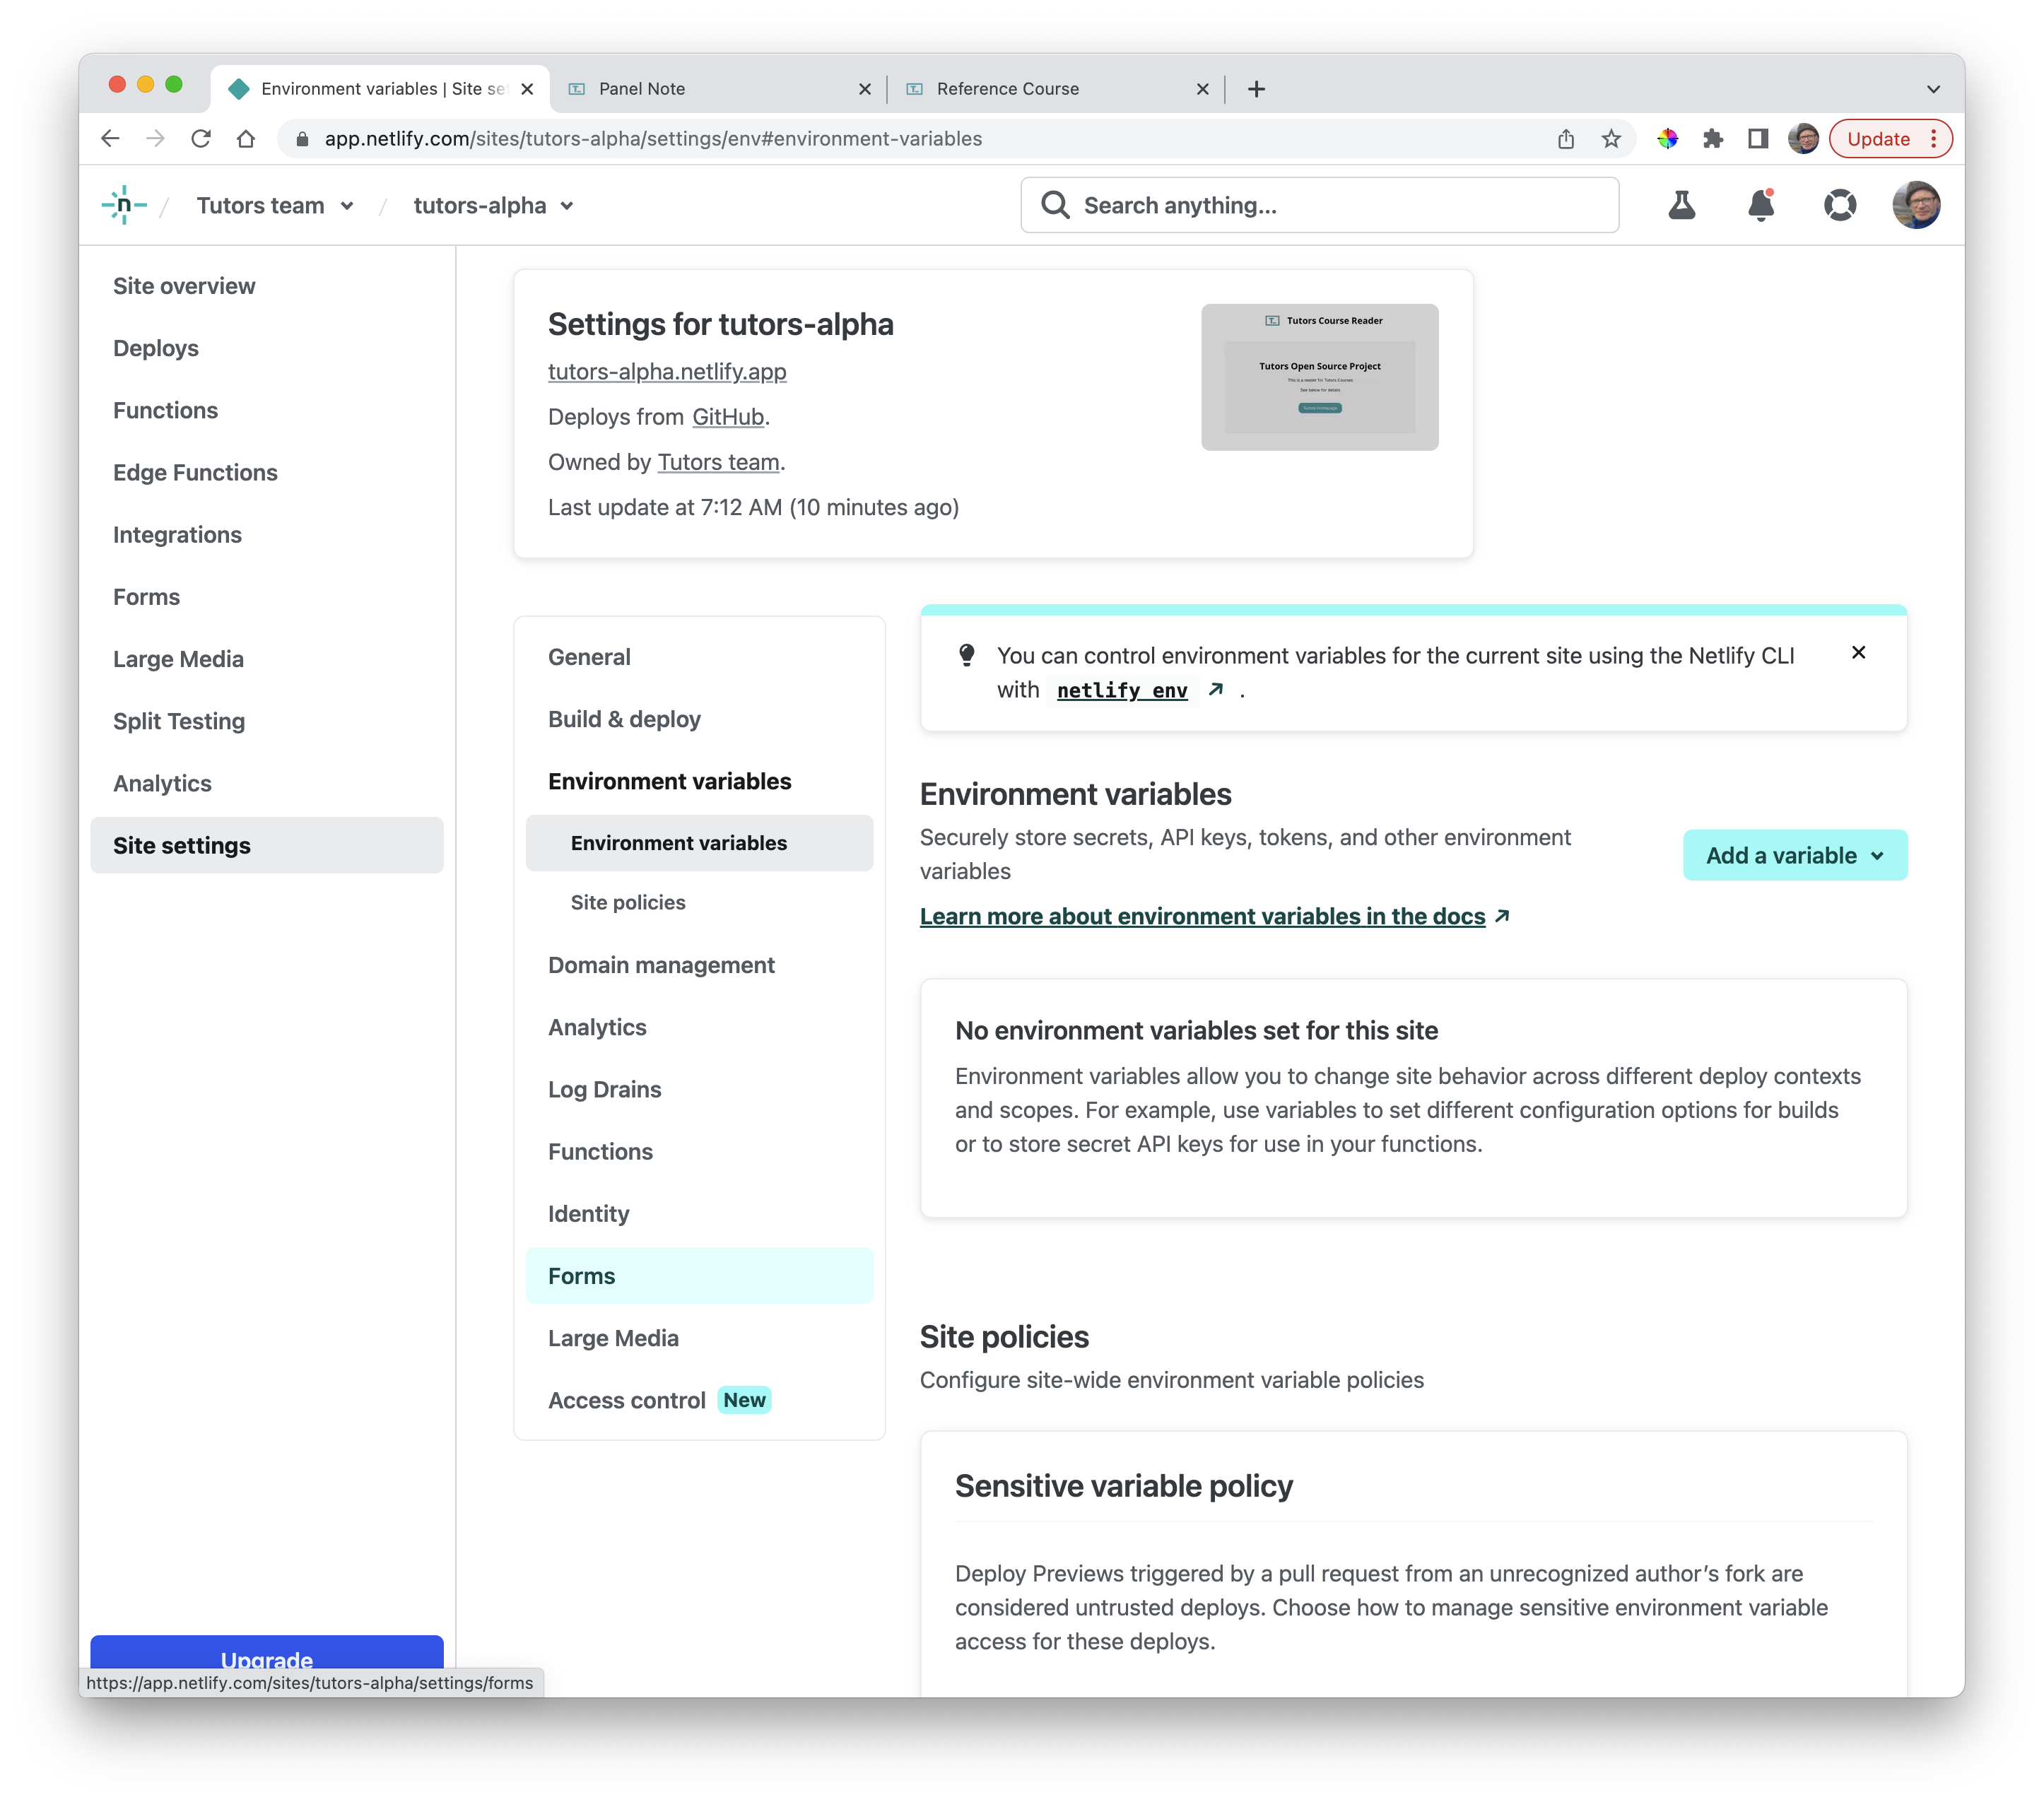 Environment variables | Site se
Panel Note
Reference Course
app.netlify.com/sites/tutors-alpha/settings/env#environment-variables
Update
n
/
Tutors team
/
tutors-alpha
Search anything...
Site overview
Deploys
Functions
Edge Functions
Integrations
Forms
Large Media
Split Testing
Analytics
Site settings
Upgrade
https://app.netlify.com/sites/tutors-alpha/settings/forms
Settings for tutors-alpha
tutors-alpha.netlify.app
Deploys from GitHub.
Owned by Tutors team.
Last update at 7:12 AM (10 minutes ago)
Tutors Course Reader
Tutors Open Source Project
This is a reader for Tutors Courses
See below for details
General
Build & deploy
Environment variables
Environment variables
Site policies
Domain management
Analytics
Log Drains
Functions
Identity
Forms
Large Media
Access control New
You can control environment variables for the current site using the Netlify CLI
with netlify env .
Environment variables
Securely store secrets, API keys, tokens, and other environment
variables
Add a variable
Learn more about environment variables in the docs
No environment variables set for this site
Environment variables allow you to change site behavior across different deploy contexts
and scopes. For example, use variables to set different configuration options for builds
or to store secret API keys for use in your functions.
Site policies
Configure site-wide environment variable policies
Sensitive variable policy
Deploy Previews triggered by a pull request from an unrecognized author’s fork are
considered untrusted deploys. Choose how to manage sensitive environment variable
access for these deploys.